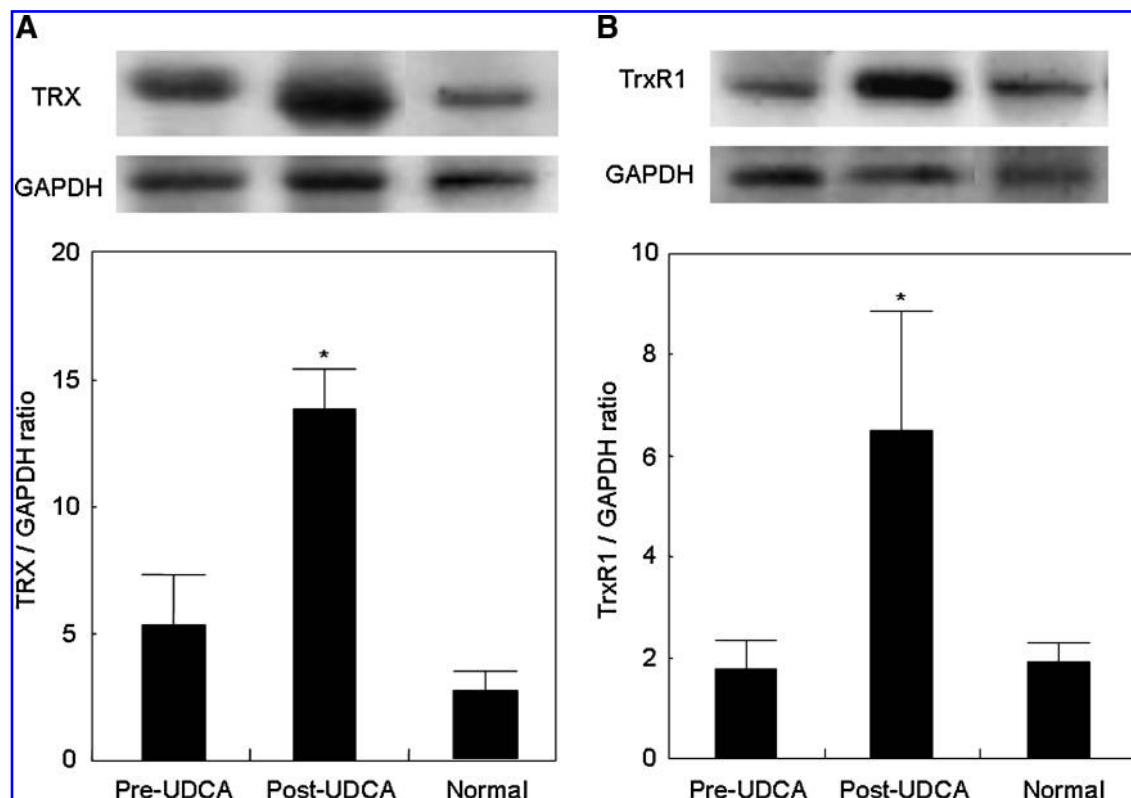 A
TRX
GAPDH
TRX / GAPDH ratio
20
15
10
5
0
*
Pre-UDCA Post-UDCA Normal
B
TrxR1
GAPDH
TrxR1 / GAPDH ratio
10
8
6
4
2
0
*
Pre-UDCA Post-UDCA Normal